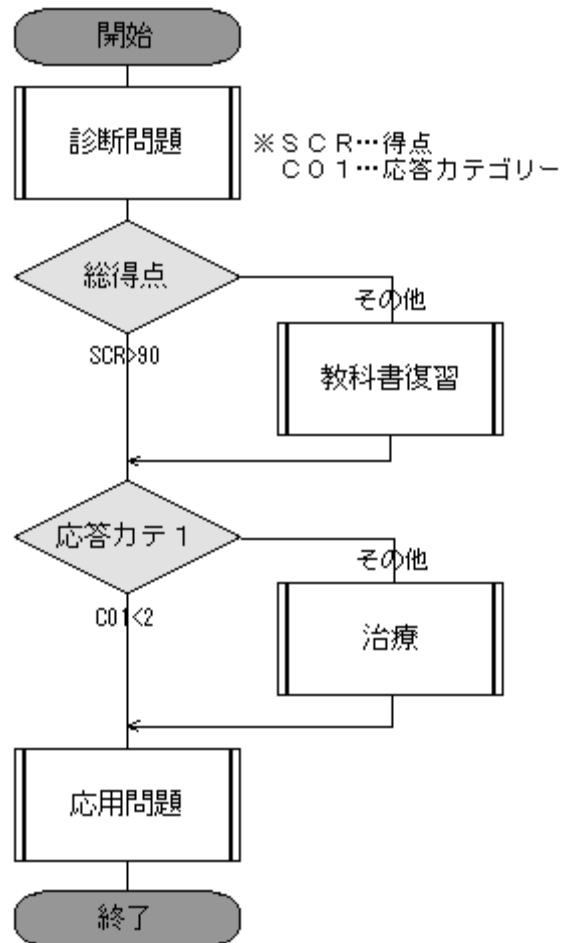 開始
診断問題
※ＳＣＲ…得点
Ｃ０１…応答カテゴリー
総得点
その他
SCR>90
教科書復習
応答カテ１
その他
C01<2
治療
応用問題
終了